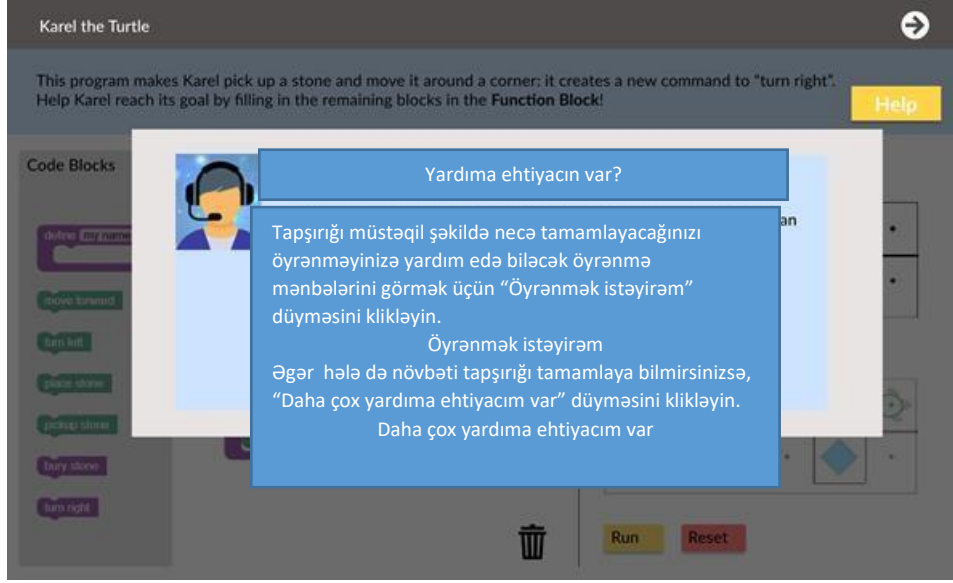 Karel the Turtle
This program makes Karel pick up a stone and move it around a corner: it creates a new command to “turn right”.
Help Karel reach its goal by filling in the remaining blocks in the Function Block!
Help
Code Blocks
Yardıma ehtiyacın var?
an
Tapşırığı müstəqil şəkildə necə tamamlayacağınızı
öyrənməyinizə yardım edə biləcək öyrənmə
mənbələrini görmək üçün “Öyrənmək istəyirəm”
düyməsini klikləyin.
Öyrənmək istəyirəm
Əgər hələ də növbəti tapşırığı tamamlaya bilmirsinizsə,
“Daha çox yardıma ehtiyacım var” düyməsini klikləyin.
Daha çox yardıma ehtiyacım var
define my name
move forward
turn left
place stone
pickup stone
bury stone
turn right
Run
Reset